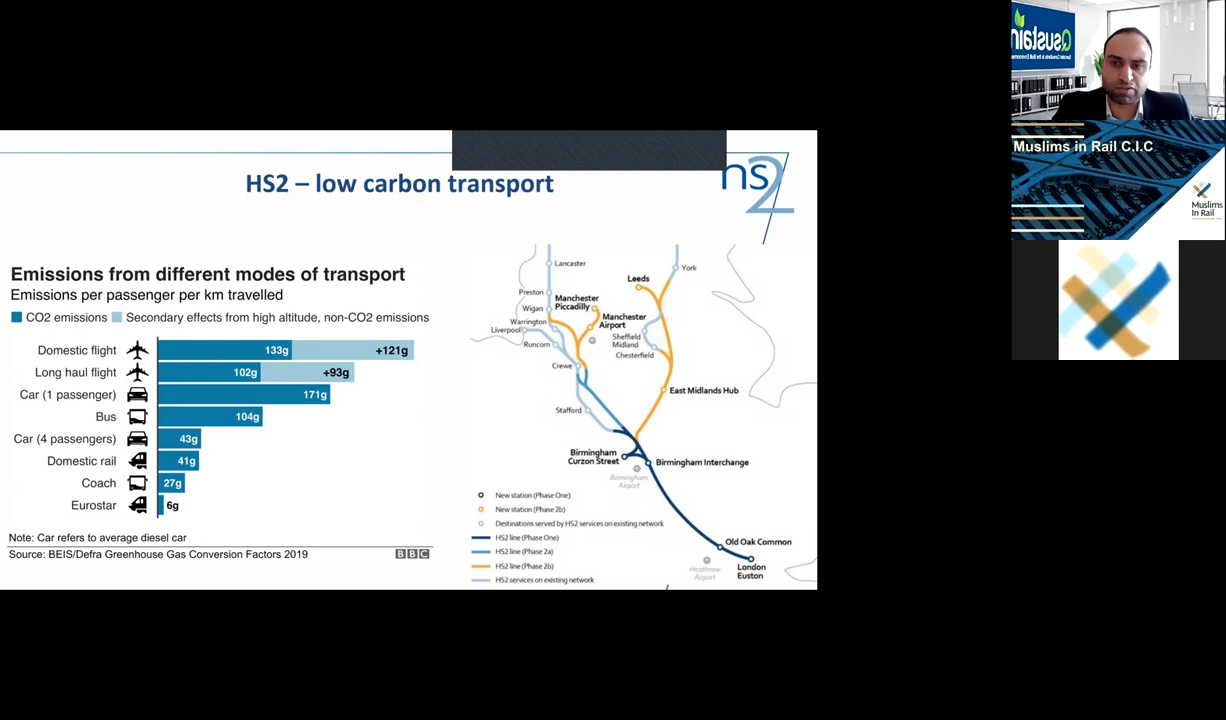 HS2 – low carbon transport
hs2
Emissions from different modes of transport
Emissions per passenger per km travelled
CO2 emissions Secondary effects from high altitude, non-CO2 emissions
Domestic flight 133g +121g
Long haul flight 102g +93g
Car (1 passenger) 171g
Bus 104g
Car (4 passengers) 43g
Domestic rail 41g
Coach 27g
Eurostar 6g
Note: Car refers to average diesel car
Source: BEIS/Defra Greenhouse Gas Conversion Factors 2019
BBC
Lancaster
York
Leeds
Preston
Manchester
Piccadilly
Wigan
Manchester
Airport
Warrington
Liverpool
Runcorn
Sheffield
Midland
Chesterfield
Crewe
East Midlands Hub
Stafford
Birmingham
Curzon Street
Birmingham Interchange
Birmingham
Airport
New station (Phase One)
New station (Phase 2b)
Destinations served by HS2 services on existing network
HS2 line (Phase One)
HS2 line (Phase 2a)
HS2 line (Phase 2b)
HS2 services on existing network
Old Oak Common
Heathrow
Airport
London
Euston
Qsustain
Muslims in Rail C.I.C
Muslims
In Rail